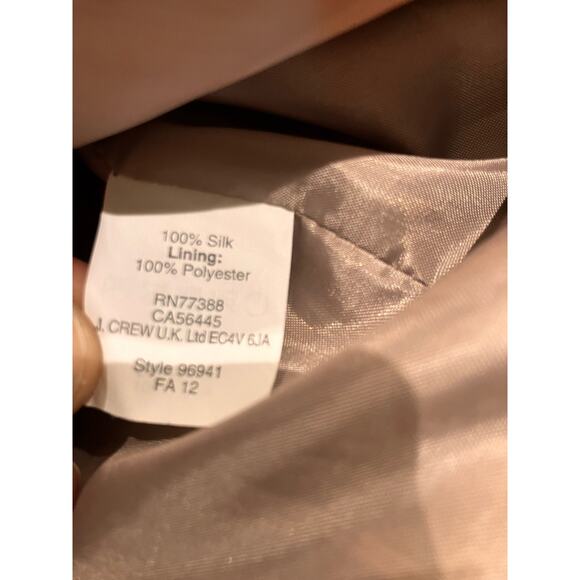 100% Silk
Lining:
100% Polyester
RN77388
CA56445
J. CREW U.K. Ltd EC4V 6JA
Style 96941
FA 12